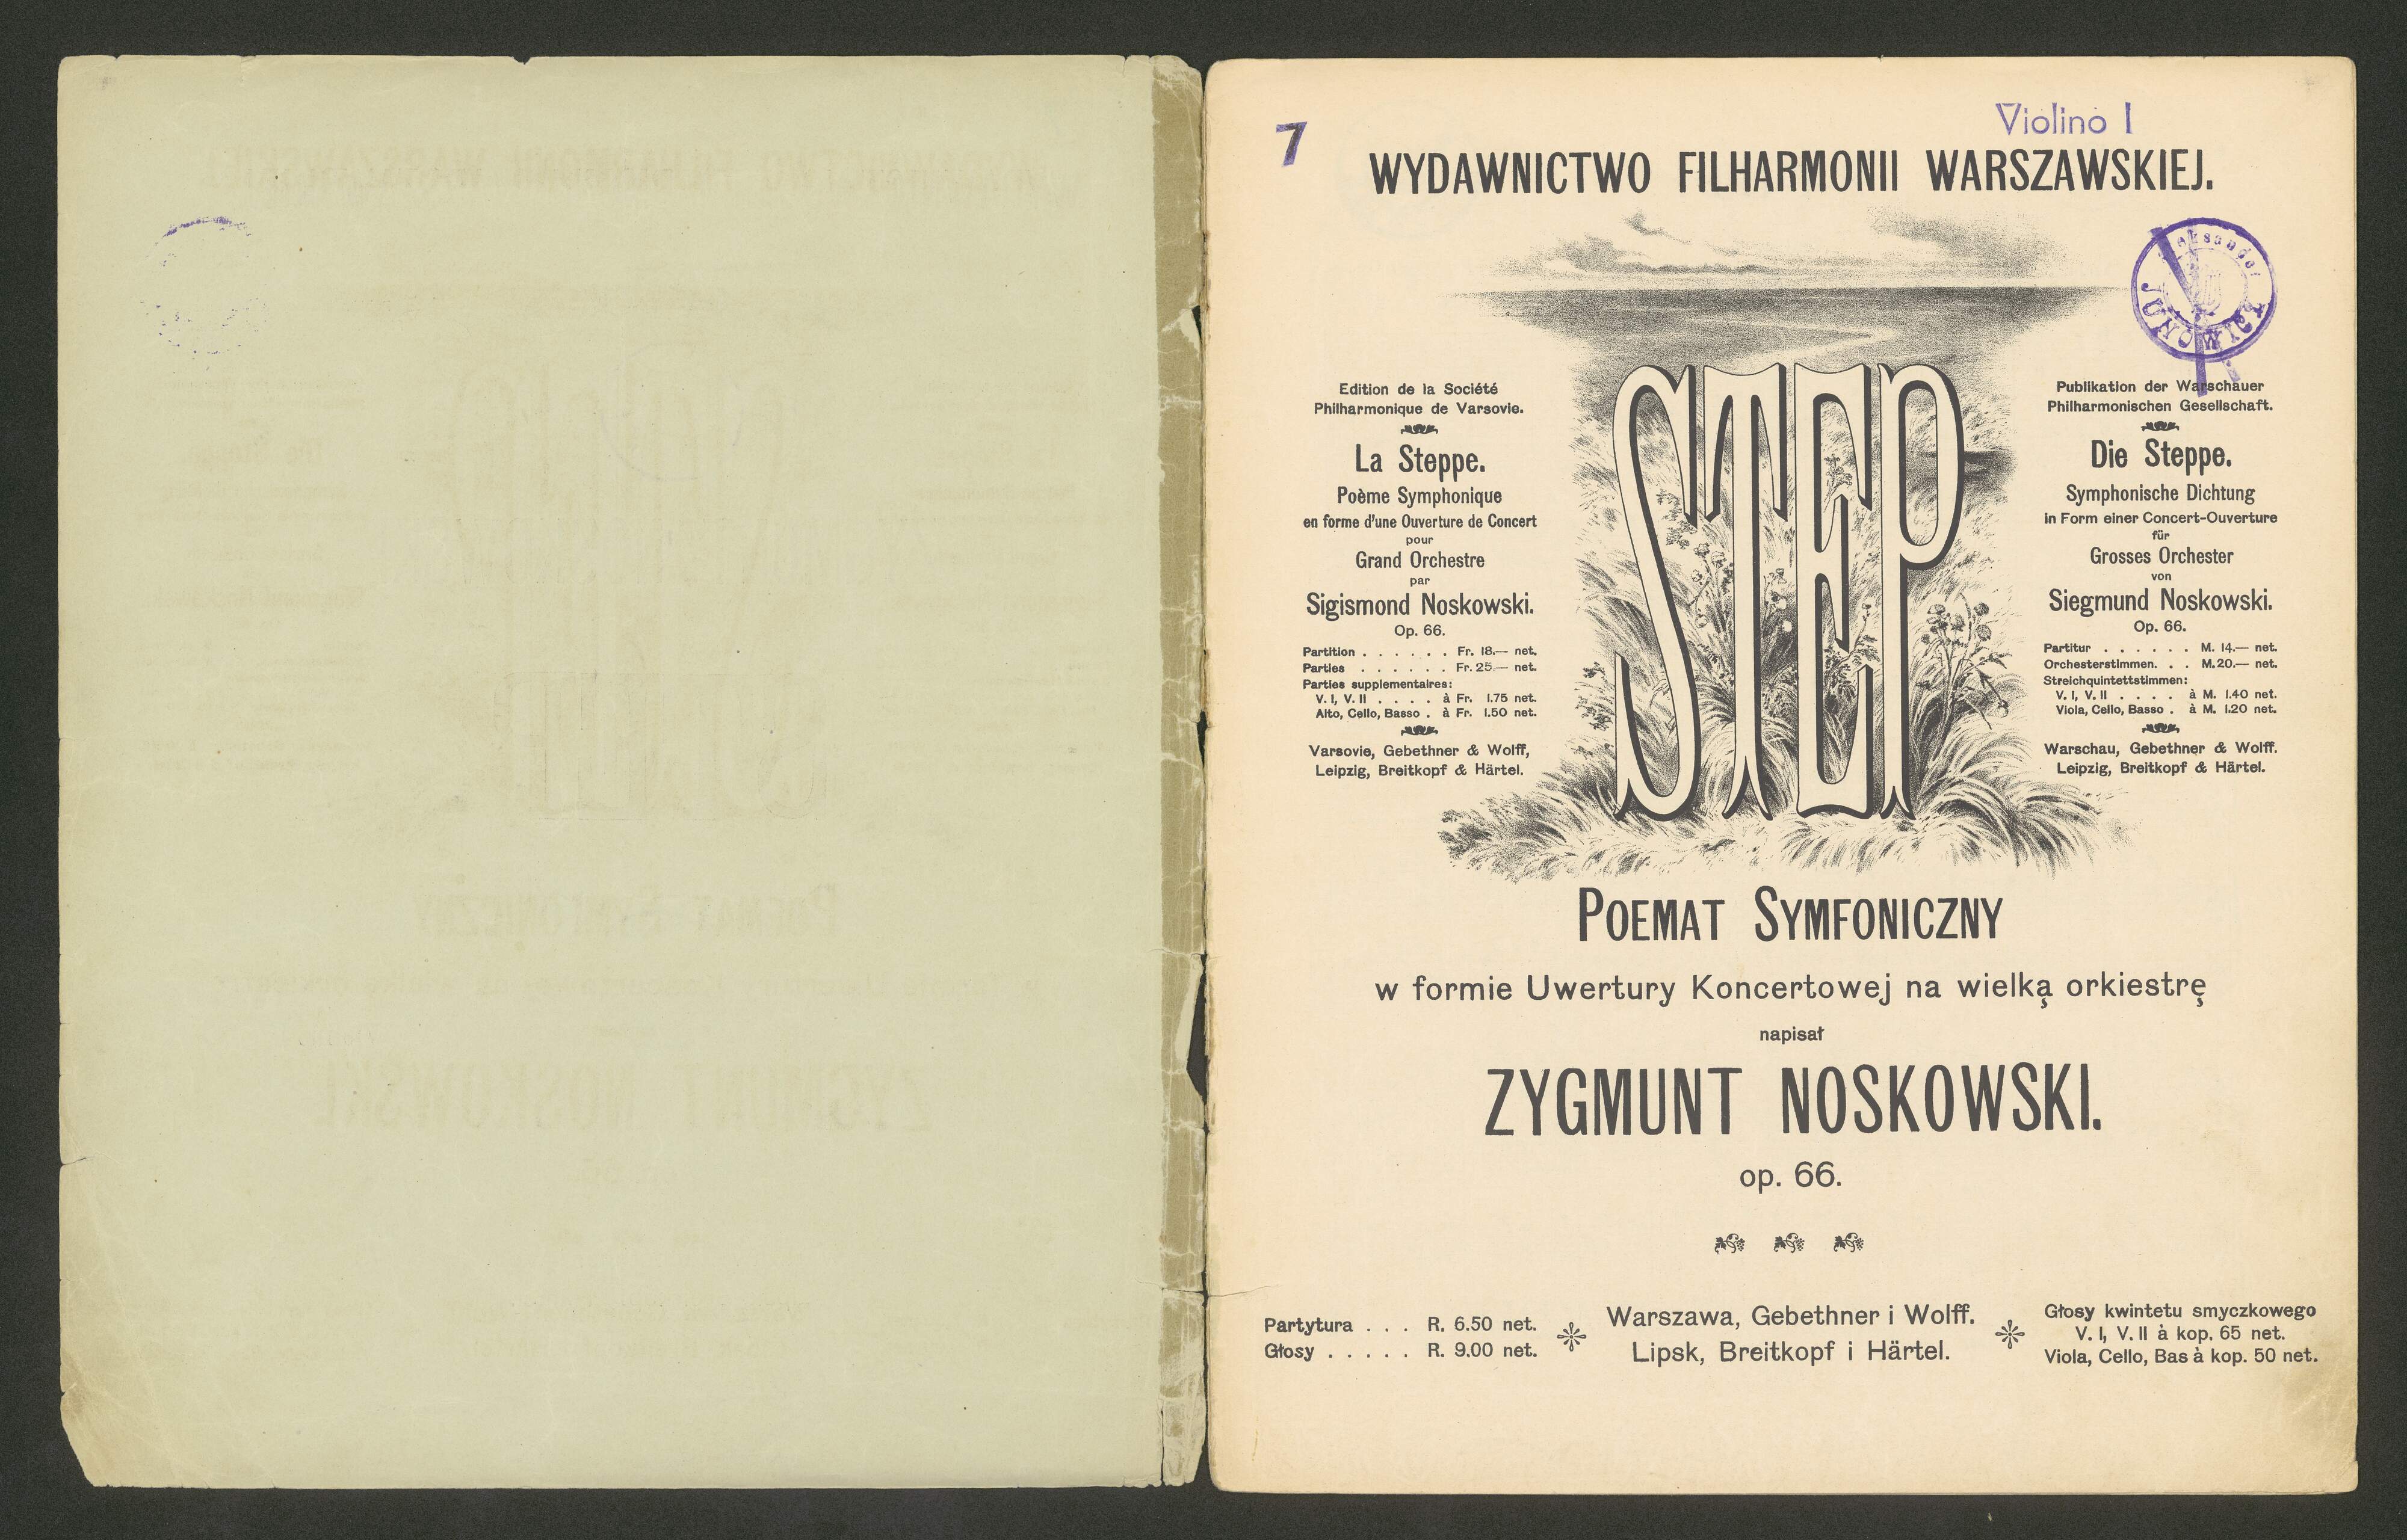 7
Violino I
WYDAWNICTWO FILHARMONII WARSZAWSKIEJ.
Edition de la Société
Philharmonique de Varsovie.
La Steppe.
Poème Symphonique
en forme d'une Ouverture de Concert
pour
Grand Orchestre
par
Sigismond Noskowski.
Op. 66.
Partition . . . . . . Fr. 18.— net.
Parties . . . . . . Fr. 25.— net.
Parties supplementaires:
V. I, V. II . . . . à Fr. 1.75 net.
Alto, Cello, Basso . à Fr. 1.50 net.
Varsovie, Gebethner & Wolff,
Leipzig, Breitkopf & Härtel.
STEP
Publikation der Warschauer
Philharmonischen Gesellschaft.
Die Steppe.
Symphonische Dichtung
in Form einer Concert-Ouverture
für
Grosses Orchester
von
Siegmund Noskowski.
Op. 66.
Partitur . . . . . . M. 14.— net.
Orchesterstimmen. . . M. 20.— net.
Streichquintettstimmen:
V. I, V. II . . . . à M. 1.40 net.
Viola, Cello, Basso . à M. 1.20 net.
Warschau, Gebethner & Wolff.
Leipzig, Breitkopf & Härtel.
POEMAT SYMFONICZNY
w formie Uwertury Koncertowej na wielką orkiestrę
napisał
ZYGMUNT NOSKOWSKI.
op. 66.
Partytura . . . R. 6.50 net.
Głosy . . . . . R. 9.00 net.
Warszawa, Gebethner i Wolff.
Lipsk, Breitkopf i Härtel.
Głosy kwintetu smyczkowego
V. I, V. II à kop. 65 net.
Viola, Cello, Bas à kop. 50 net.